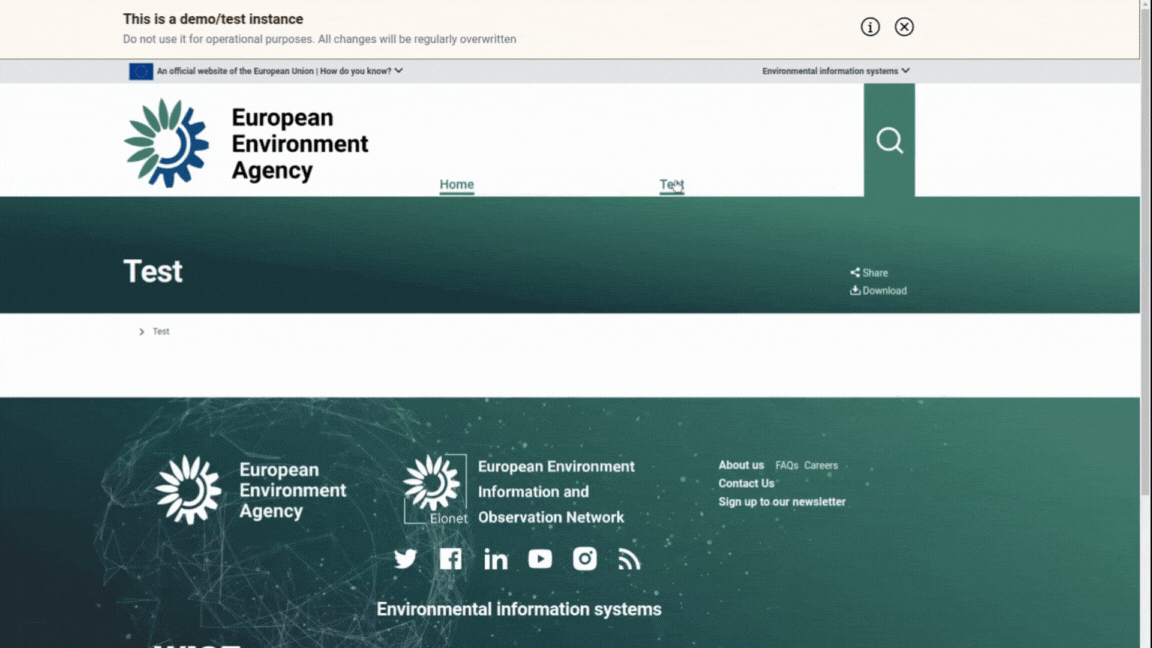 This is a demo/test instance
Do not use it for operational purposes. All changes will be regularly overwritten
An official website of the European Union | How do you know?
Environmental information systems
European
Environment
Agency
Home
Test
Test
Share
Download
Test
European
Environment
Agency
Eionet
European Environment
Information and
Observation Network
About us FAQs Careers
Contact Us
Sign up to our newsletter
Environmental information systems